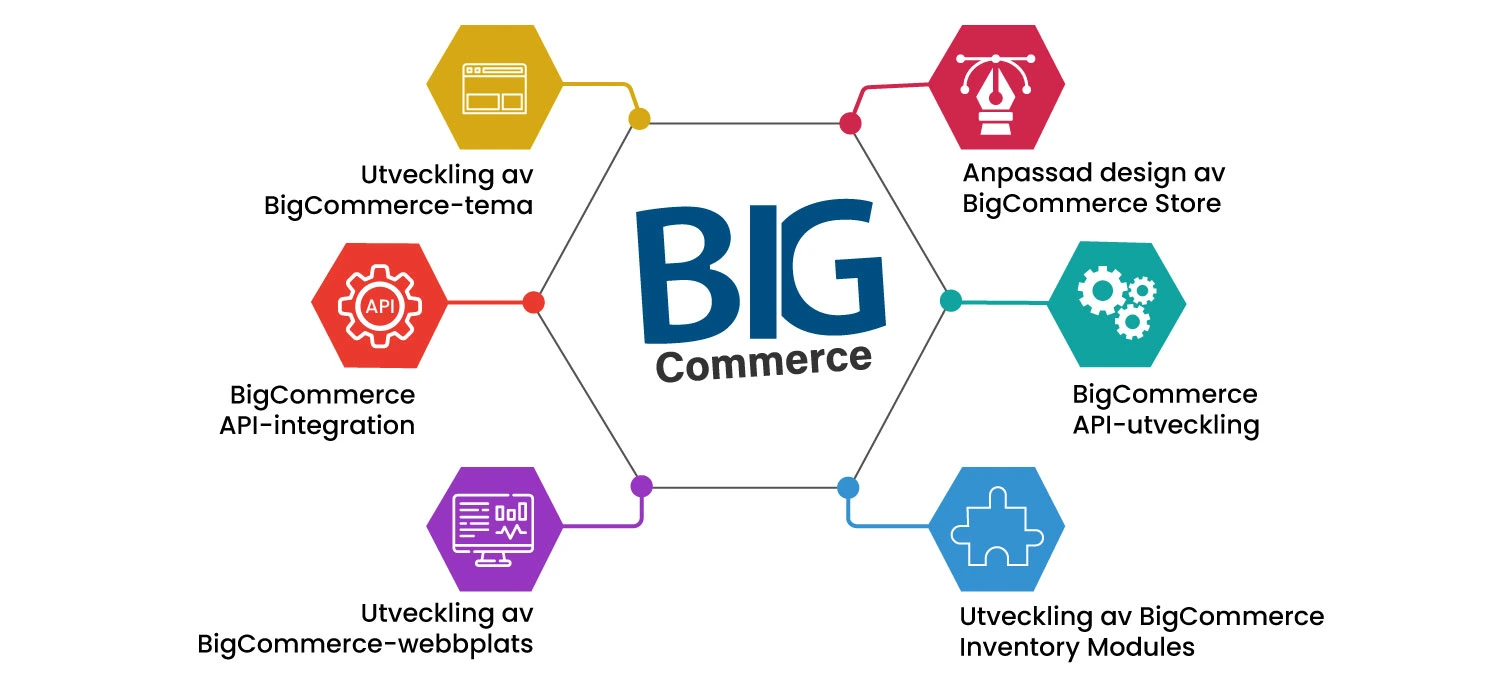 Utveckling av
BigCommerce-tema
Anpassad design av
BigCommerce Store
BIG
Commerce
API
BigCommerce
API-integration
BigCommerce
API-utveckling
Utveckling av
BigCommerce-webbplats
Utveckling av BigCommerce
Inventory Modules